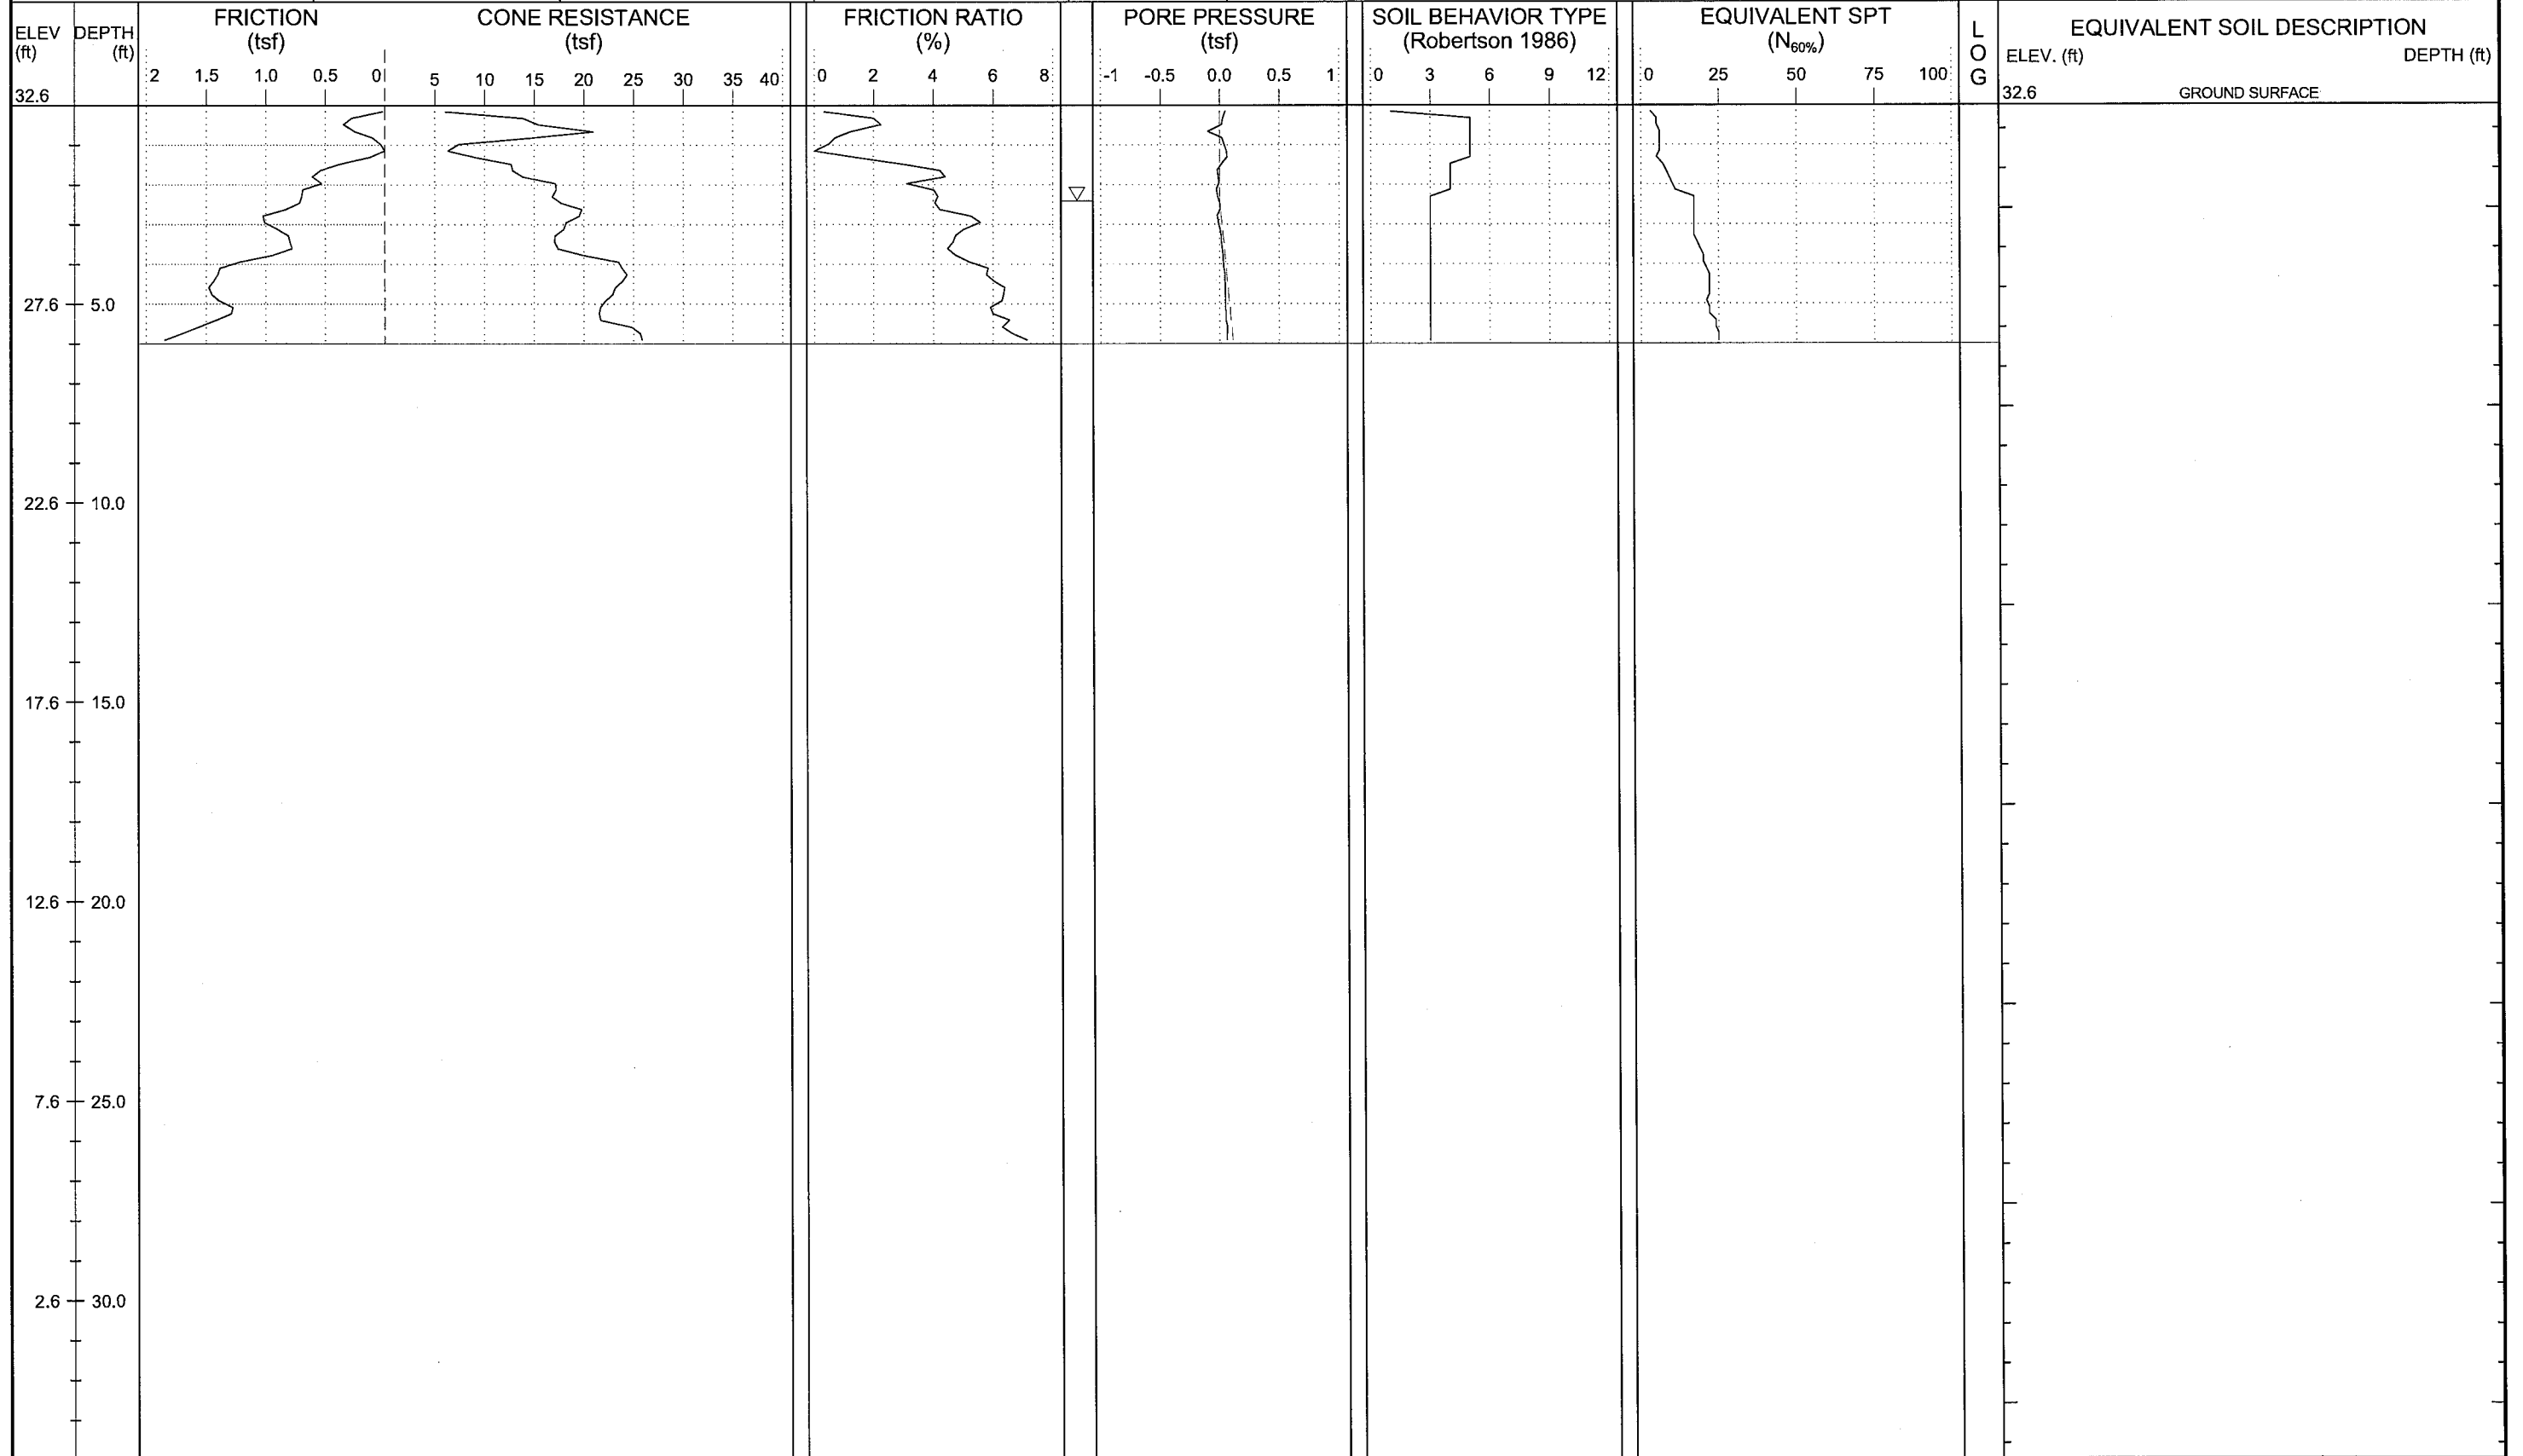 FRICTION CONE RESISTANCE FRICTION RATIO PORE PRESSURE SOIL BEHAVIOR TYPE EQUIVALENT SPT L EQUIVALENT SOIL DESCRIPTION
ELEV DEPTH (tsf) (tsf) (%) (tsf) (Robertson 1986) (N60%) O
(ft) (ft) ELEV. (ft) DEPTH (ft)
2 1.5 1.0 0.5 0 5 10 15 20 25 30 35 40 0 2 4 6 8 -1 -0.5 0.0 0.5 1 0 3 6 9 12 0 25 50 75 100 G
32.6 32.6 GROUND SURFACE
27.6 5.0
22.6 10.0
17.6 15.0
12.6 20.0
7.6 25.0
2.6 30.0